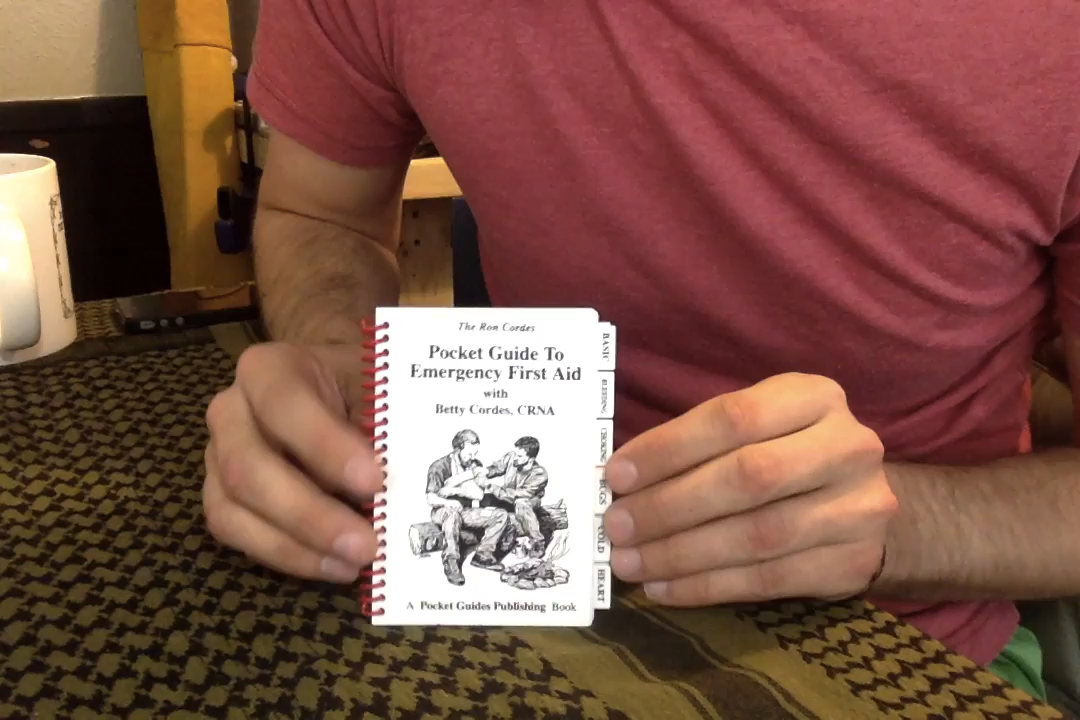 The Ron Cordes
Pocket Guide To
Emergency First Aid
with
Betty Cordes, CRNA
A Pocket Guides Publishing Book
BASIC
BLEEDING
CHOKING
COLD
HEART